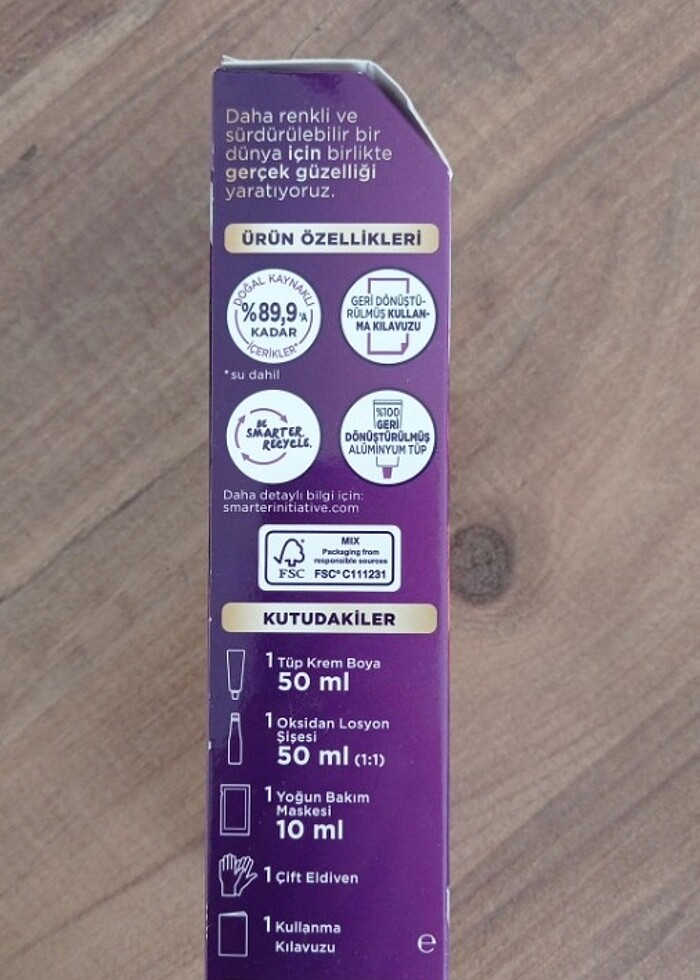 Daha renkli ve
sürdürülebilir bir
dünya için birlikte
gerçek güzelliği
yaratıyoruz.
ÜRÜN ÖZELLİKLERİ
DOĞAL KAYNAKLI
%89,9'A
KADAR
İÇERİKLER*
GERİ DÖNÜŞTÜ-
RÜLMÜŞ KULLAN-
MA KILAVUZU
*su dahil
BE
SMARTER.
RECYCLE.
%100
GERİ
DÖNÜŞTÜRÜLMÜŞ
ALÜMİNYUM TÜP
Daha detaylı bilgi için:
smarterinitiative.com
FSC
MIX
Packaging from
responsible sources
FSC® C111231
KUTUDAKİLER
1 Tüp Krem Boya
50 ml
1 Oksidan Losyon
Şişesi
50 ml (1:1)
1 Yoğun Bakım
Maskesi
10 ml
1 Çift Eldiven
1 Kullanma
Kılavuzu
℮